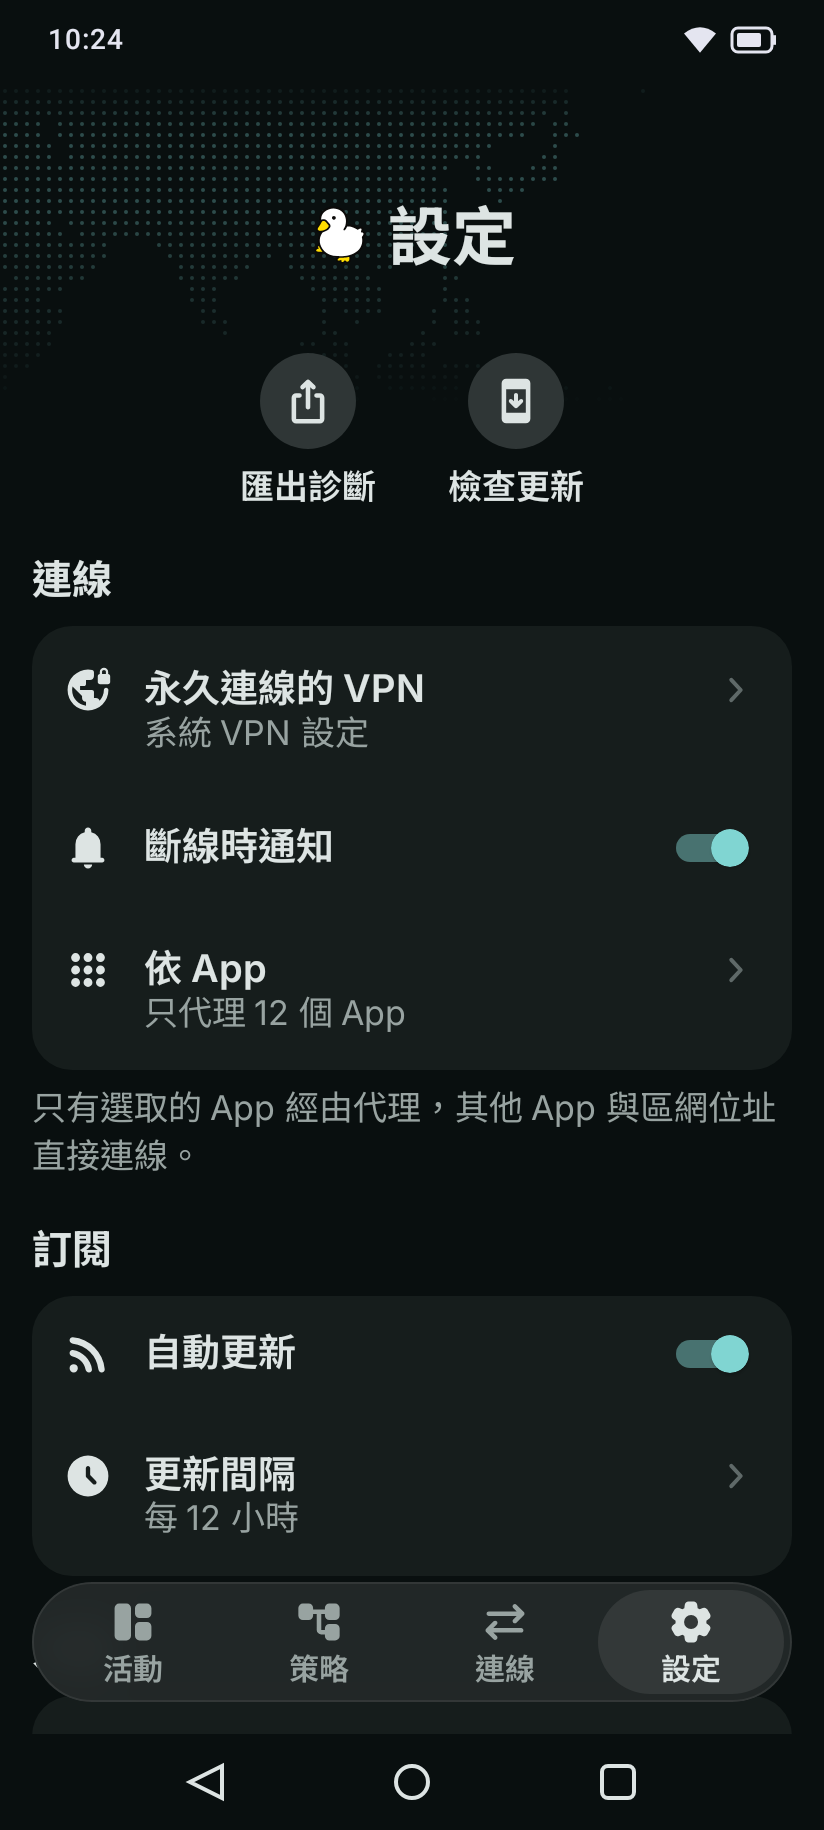 10:24
設定
匯出診斷
檢查更新
連線
永久連線的 VPN
系統 VPN 設定
斷線時通知
依 App
只代理 12 個 App
只有選取的 App 經由代理，其他 App 與區網位址
直接連線。
訂閱
自動更新
更新間隔
每 12 小時
活動
策略
連線
設定